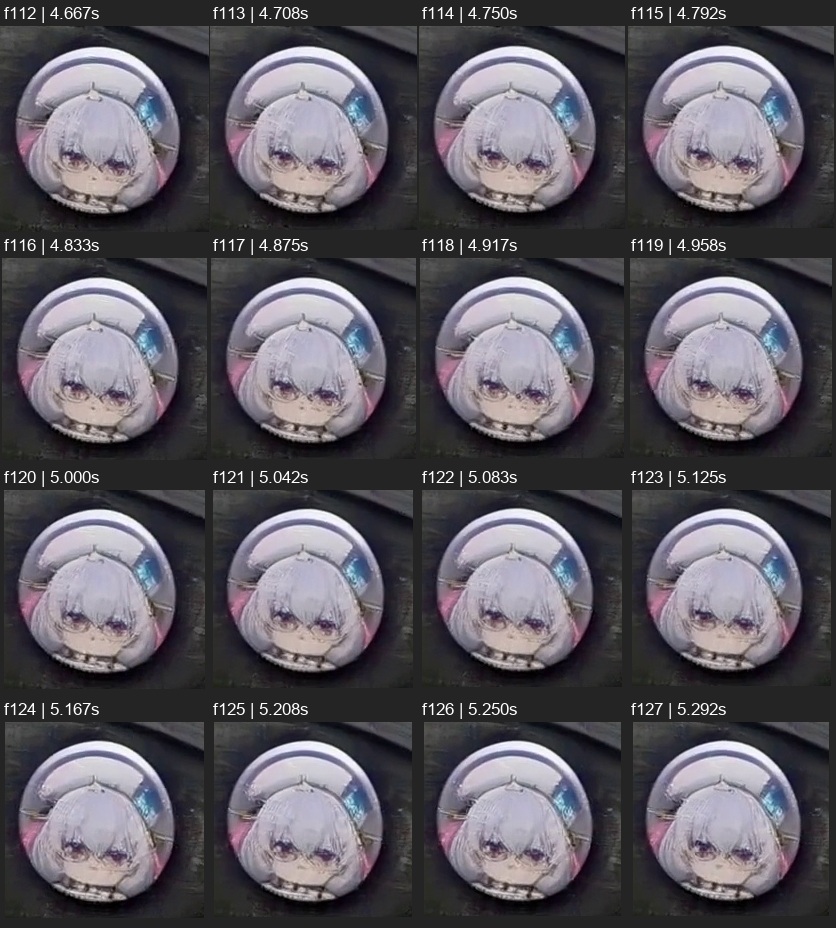 f112 | 4.667s
f113 | 4.708s
f114 | 4.750s
f115 | 4.792s
f116 | 4.833s
f117 | 4.875s
f118 | 4.917s
f119 | 4.958s
f120 | 5.000s
f121 | 5.042s
f122 | 5.083s
f123 | 5.125s
f124 | 5.167s
f125 | 5.208s
f126 | 5.250s
f127 | 5.292s